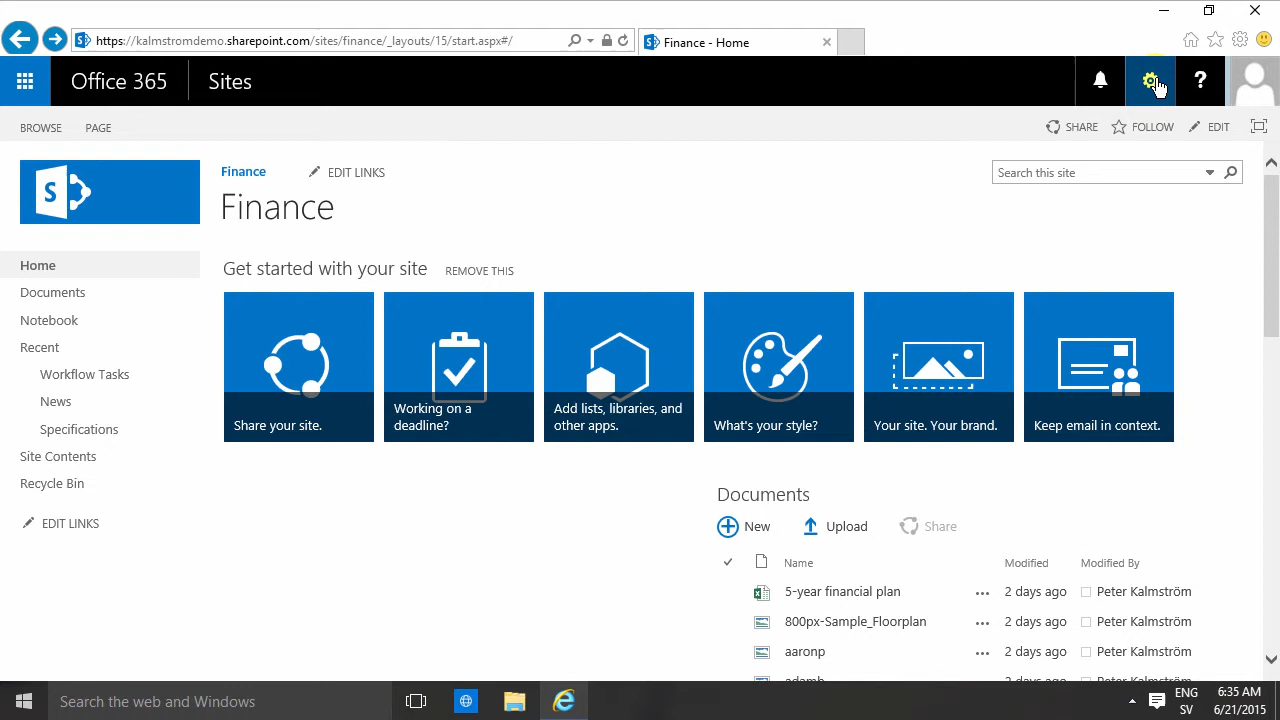 https://kalmstromdemo.sharepoint.com/sites/finance/_layouts/15/start.aspx#/
Finance - Home
Office 365
Sites
?
BROWSE
PAGE
SHARE
FOLLOW
EDIT
S
Finance
EDIT LINKS
Search this site
Finance
Home
Documents
Notebook
Recent
Workflow Tasks
News
Specifications
Site Contents
Recycle Bin
EDIT LINKS
Get started with your site
REMOVE THIS
Share your site.
Working on a
deadline?
Add lists, libraries, and
other apps.
What's your style?
Your site. Your brand.
Keep email in context.
Documents
New
Upload
Share
Name
Modified
Modified By
5-year financial plan
...
2 days ago
Peter Kalmström
800px-Sample_Floorplan
...
2 days ago
Peter Kalmström
aaronp
...
2 days ago
Peter Kalmström
Search the web and Windows
ENG
SV
6:35 AM
6/21/2015